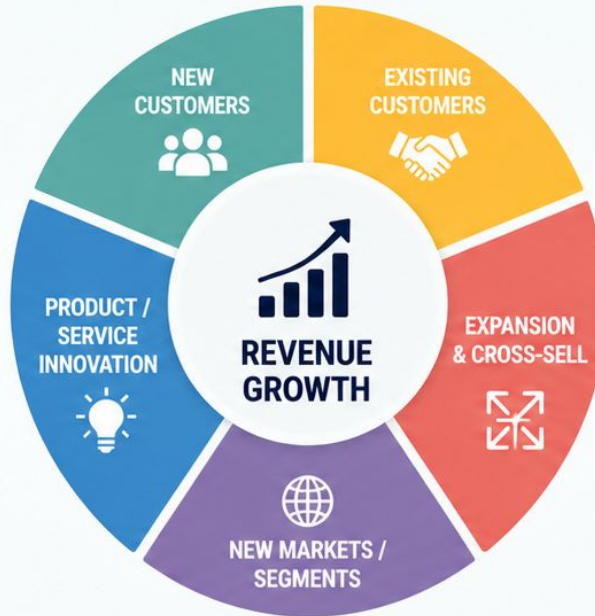 NEW
CUSTOMERS
EXISTING
CUSTOMERS
PRODUCT /
SERVICE
INNOVATION
REVENUE
GROWTH
EXPANSION
& CROSS-SELL
NEW MARKETS /
SEGMENTS